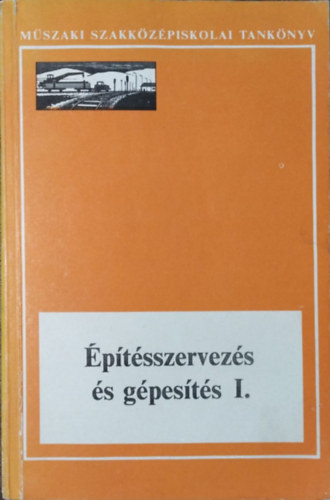 MŰSZAKI SZAKKÖZÉPISKOLAI TANKÖNYV
Építésszervezés
és gépesítés I.